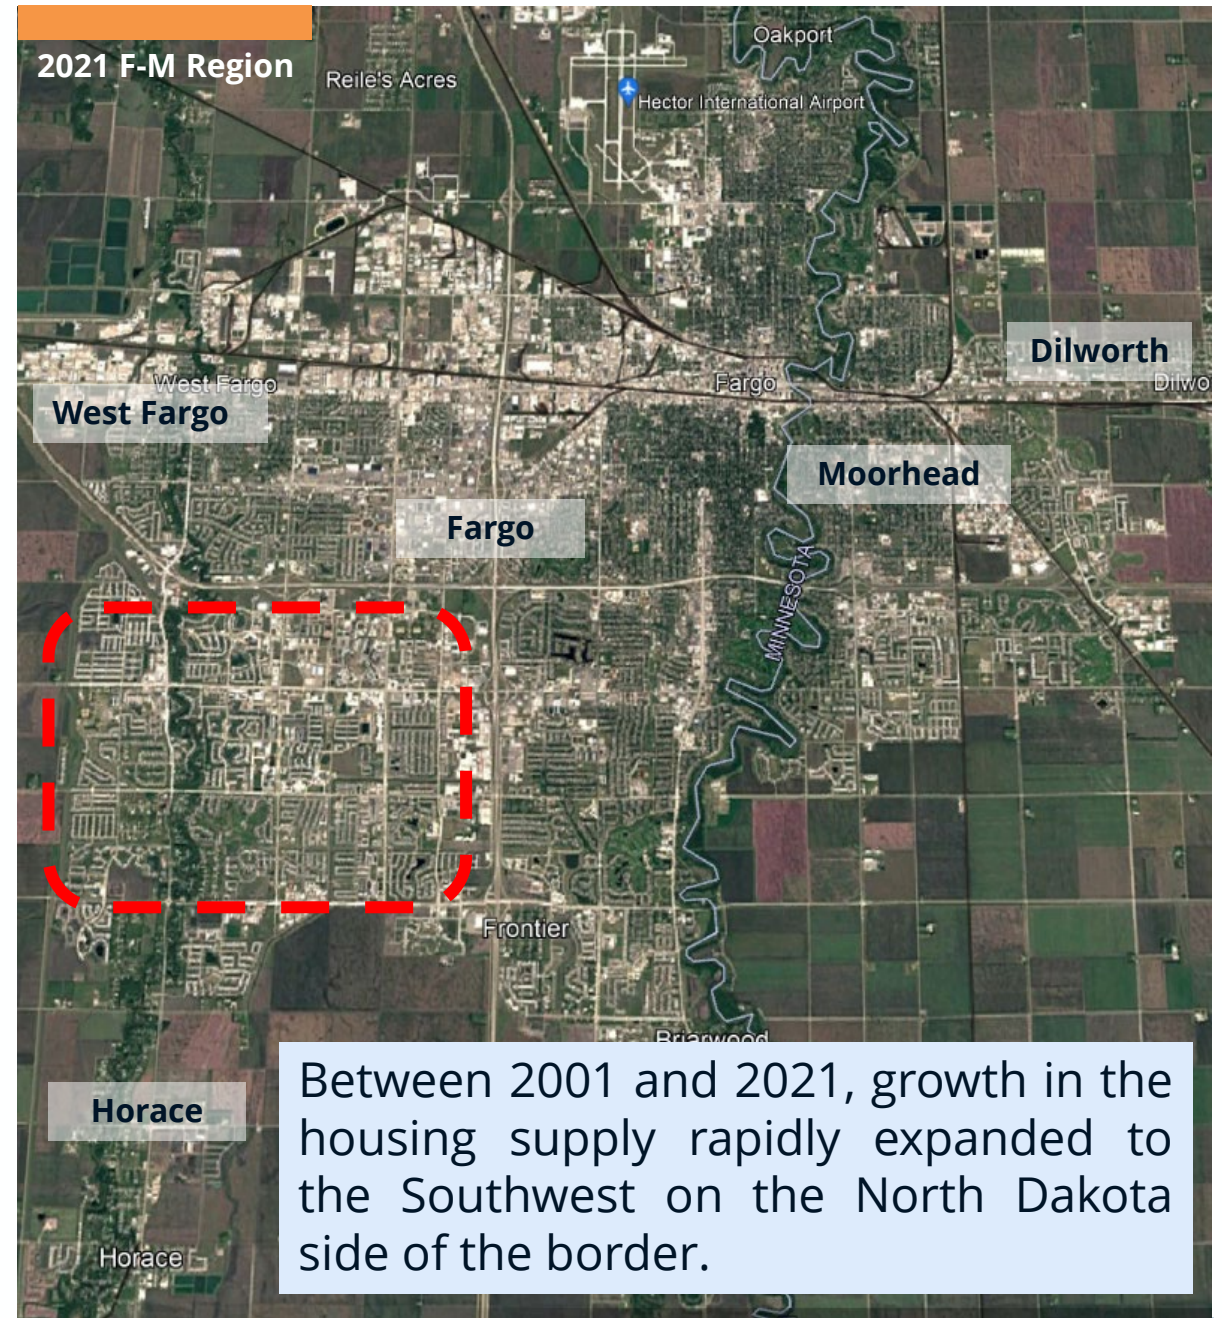 Oakport
2021 F-M Region
Reile's Acres
Hector International Airport
Dilworth
West Fargo
Fargo
Dilwo
West Fargo
Moorhead
Fargo
MINNESOTA
Frontier
Briarwood
Between 2001 and 2021, growth in the
housing supply rapidly expanded to
the Southwest on the North Dakota
side of the border.
Horace
Horace